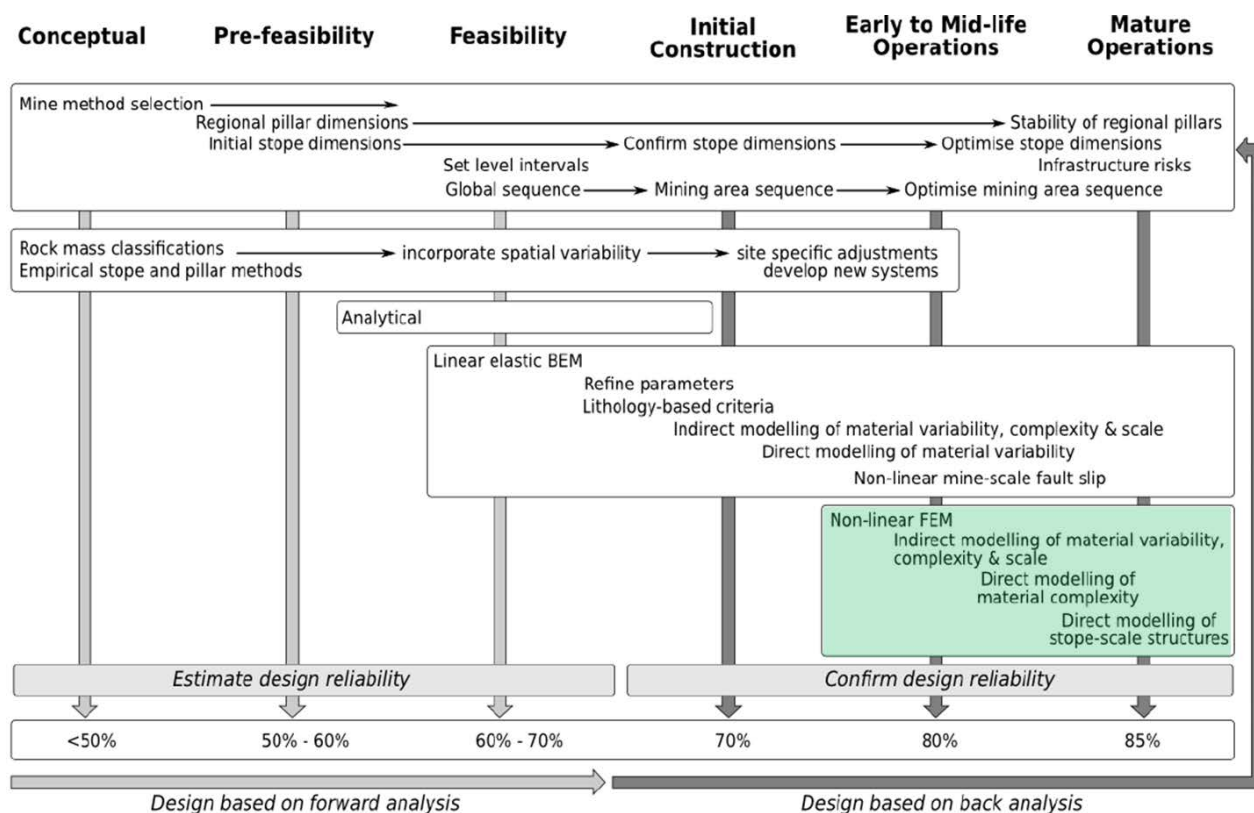 Conceptual
Pre-feasibility
Feasibility
Initial
Construction
Early to Mid-life
Operations
Mature
Operations
Mine method selection
Regional pillar dimensions
Stability of regional pillars
Initial stope dimensions
Confirm stope dimensions
Optimise stope dimensions
Set level intervals
Infrastructure risks
Global sequence
Mining area sequence
Optimise mining area sequence
Rock mass classifications
Empirical stope and pillar methods
incorporate spatial variability
site specific adjustments
develop new systems
Analytical
Linear elastic BEM
Refine parameters
Lithology-based criteria
Indirect modelling of material variability, complexity & scale
Direct modelling of material variability
Non-linear mine-scale fault slip
Non-linear FEM
Indirect modelling of material variability,
complexity & scale
Direct modelling of
material complexity
Direct modelling of
stope-scale structures
Estimate design reliability
Confirm design reliability
<50%
50% - 60%
60% - 70%
70%
80%
85%
Design based on forward analysis
Design based on back analysis